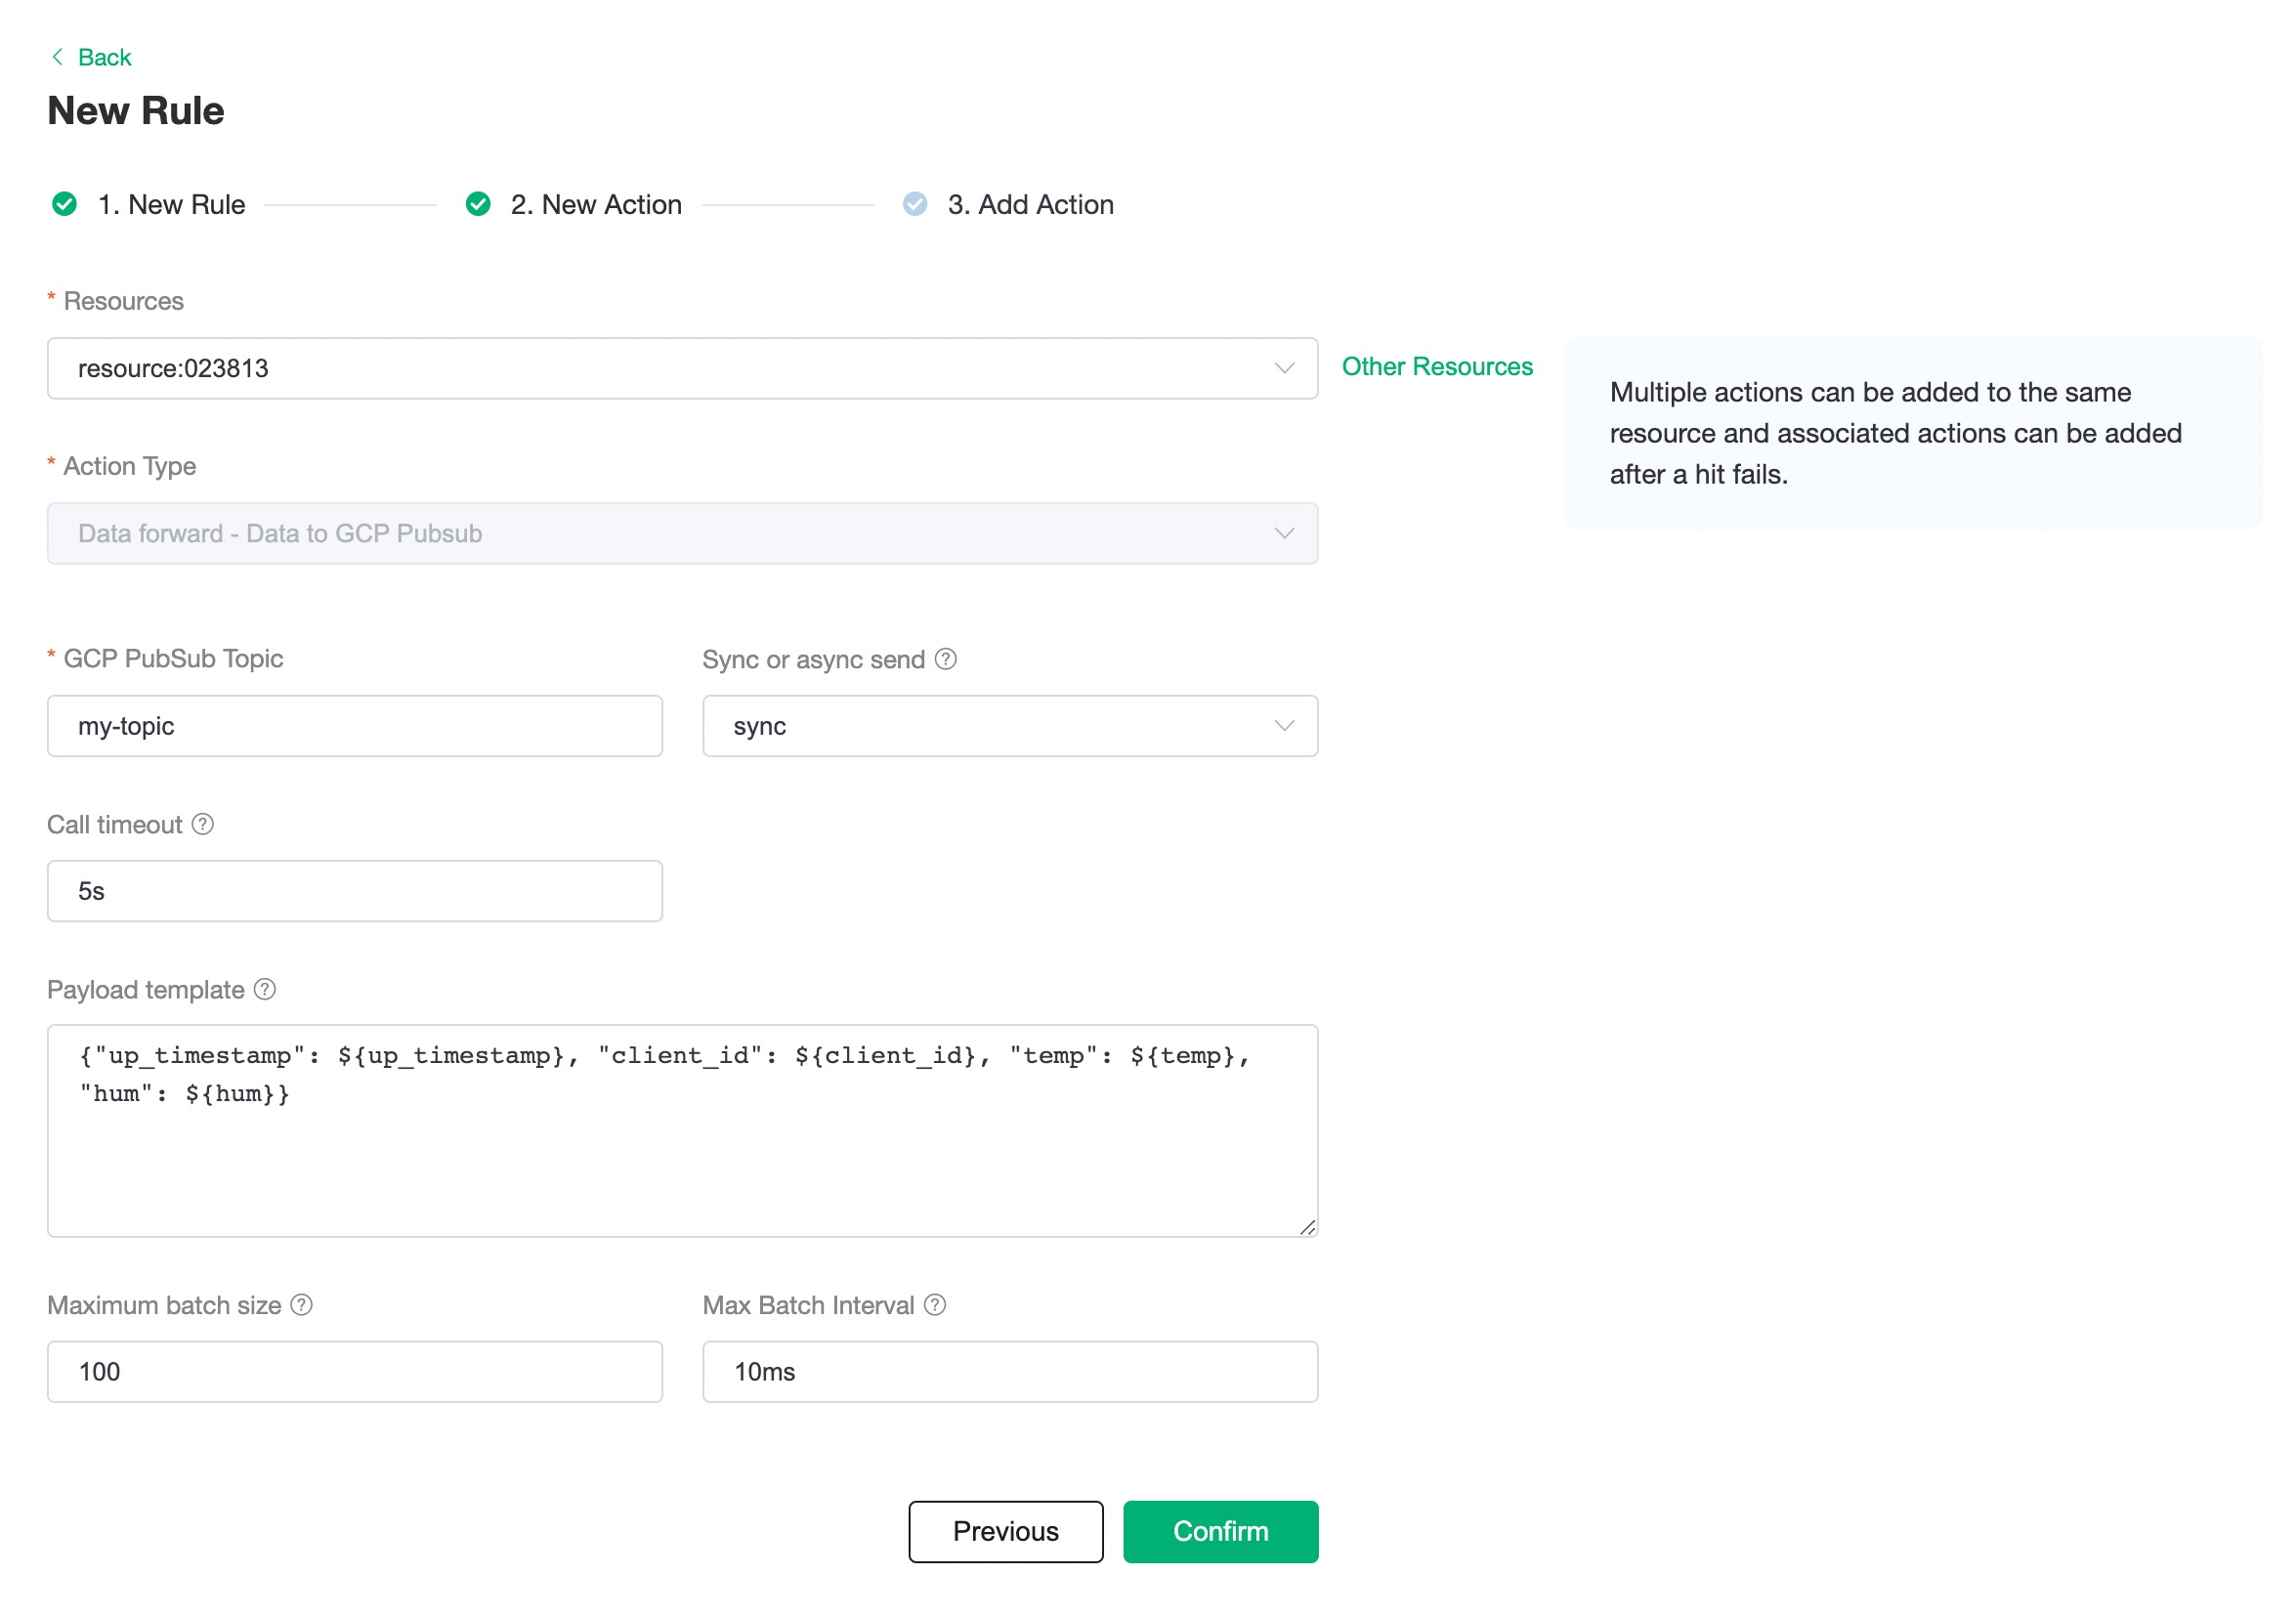 Back
New Rule
1. New Rule
2. New Action
3. Add Action
* Resources
resource:023813
Other Resources
Multiple actions can be added to the same
resource and associated actions can be added
after a hit fails.
* Action Type
Data forward - Data to GCP Pubsub
* GCP PubSub Topic
Sync or async send ?
my-topic
sync
Call timeout ?
5s
Payload template ?
{"up_timestamp": ${up_timestamp}, "client_id": ${client_id}, "temp": ${temp},
"hum": ${hum}}
Maximum batch size ?
Max Batch Interval ?
100
10ms
Previous
Confirm